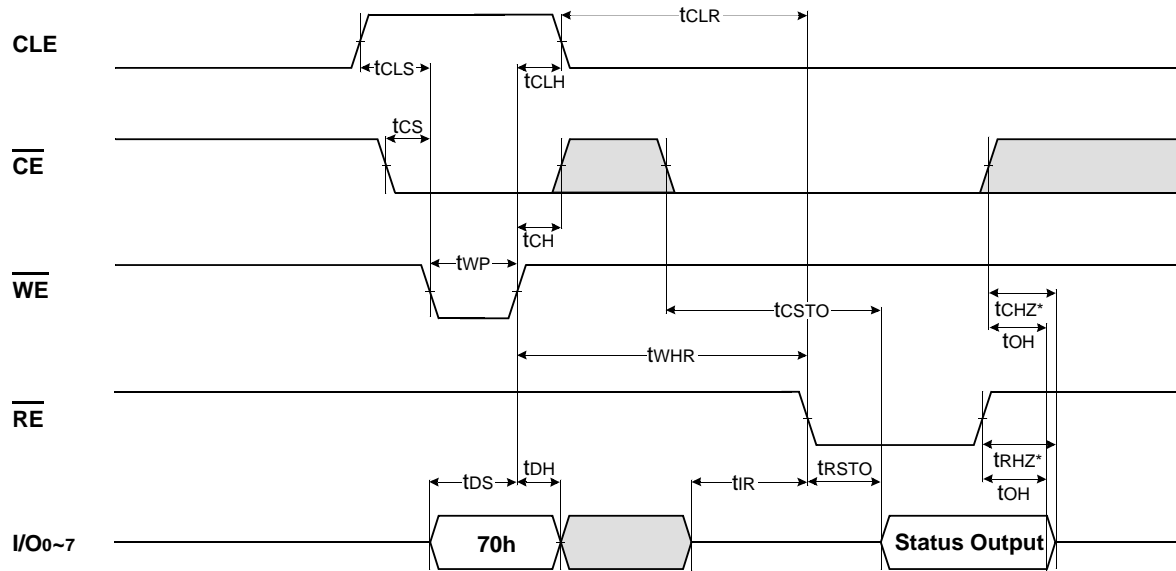 tCLR
CLE
tCLS
tCLH
tCS
CE
tCH
tWP
WE
tCHZ*
tCSTO
tOH
tWHR
RE
tRHZ*
tDH
tRSTO
tDS
tIR
tOH
I/O0~7
70h
Status Output